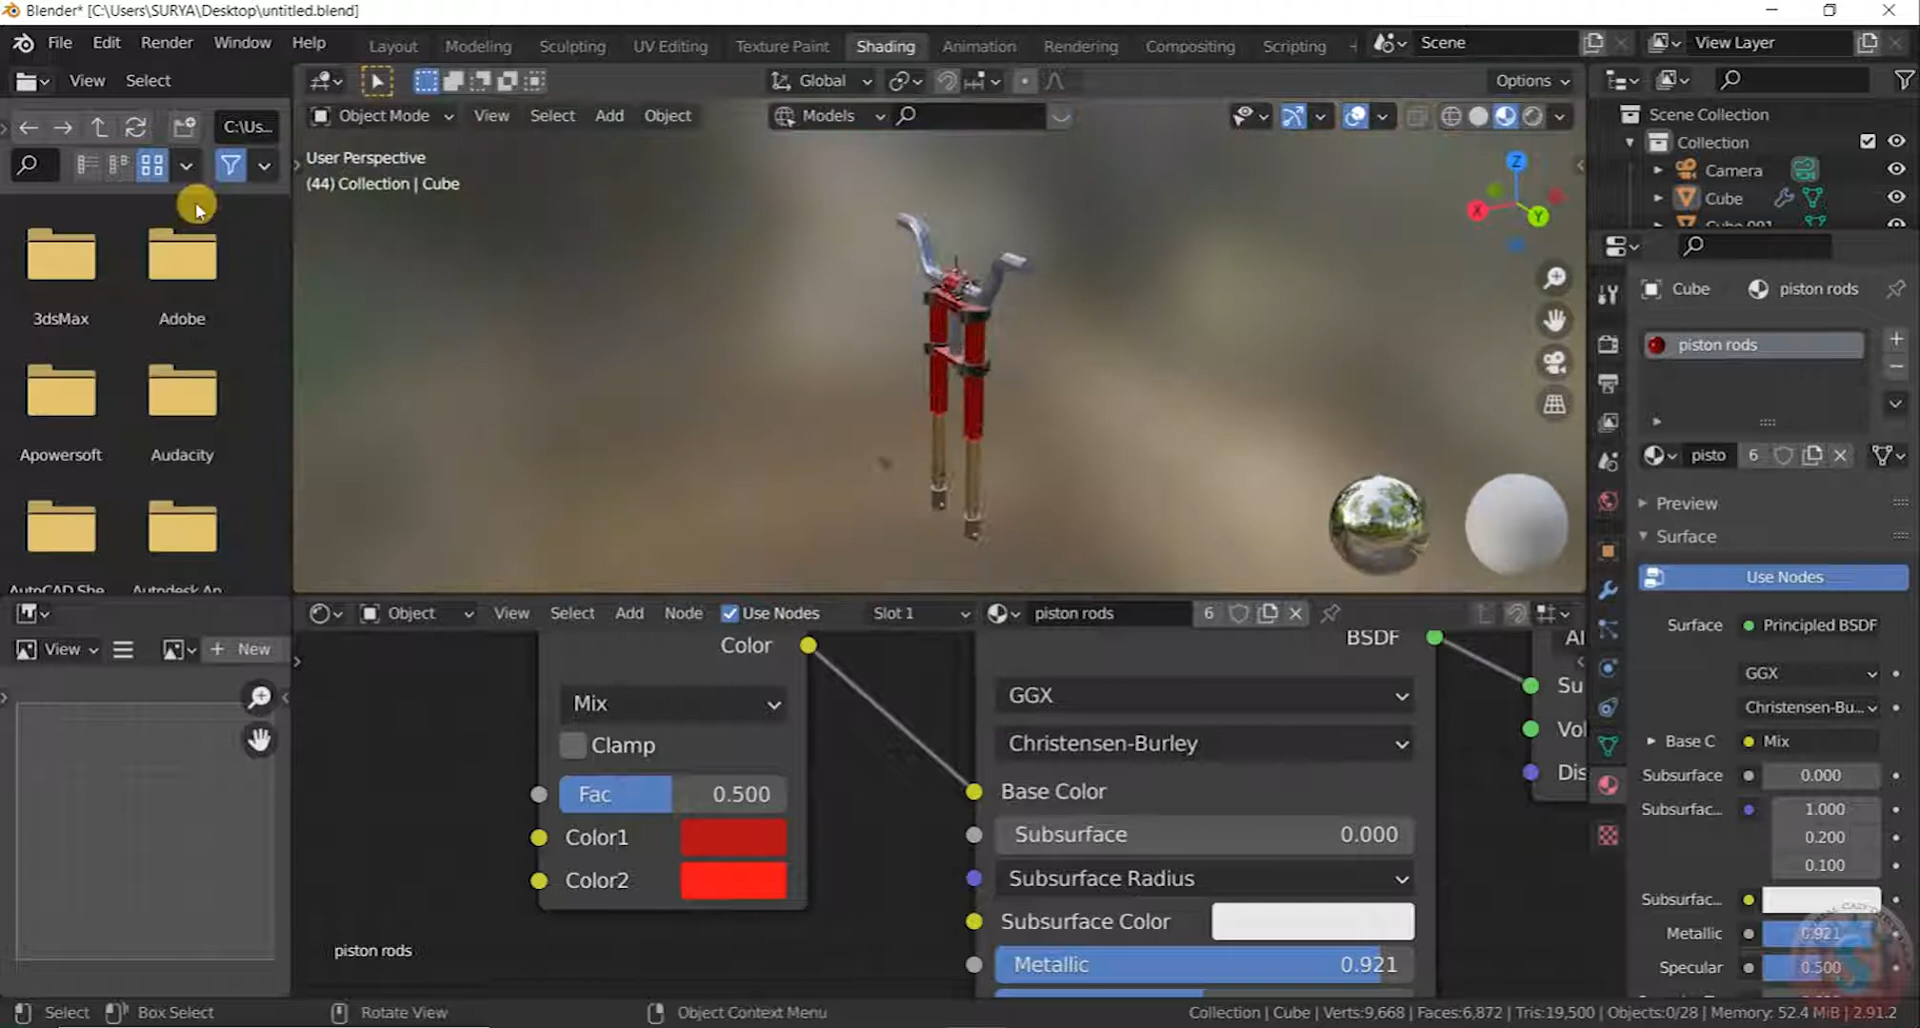 Blender* [C:\Users\SURYA\Desktop\untitled.blend]
File Edit Render Window Help Layout Modeling Sculpting UV Editing Texture Paint Shading Animation Rendering Compositing Scripting Scene View Layer
View Select Global Options
C:\Us... Object Mode View Select Add Object Models Scene Collection
Collection
User Perspective
(44) Collection | Cube
Camera
Cube
Z
X
Y
3dsMax Adobe
Cube piston rods
piston rods
Apowersoft Audacity
pisto 6
Preview
Surface
Use Nodes
AutoCAD She Autodesk An
Object View Select Add Node Use Nodes Slot 1 piston rods 6
View New
Surface Principled BSDF
GGX
Christensen-Bu...
Base C Mix
Subsurface 0.000
Subsurfac... 1.000
0.200
0.100
Subsurfac...
Metallic 0.921
Specular 0.500
Color
Mix
Clamp
Fac 0.500
Color1
Color2
piston rods
BSDF
GGX
Christensen-Burley
Base Color
Subsurface 0.000
Subsurface Radius
Subsurface Color
Metallic 0.921
Su
Vol
Dis
Select Box Select Rotate View Object Context Menu Collection | Cube | Verts:9,668 | Faces:6,872 | Tris:19,500 | Objects:0/28 | Memory: 52.4 MiB | 2.91.2